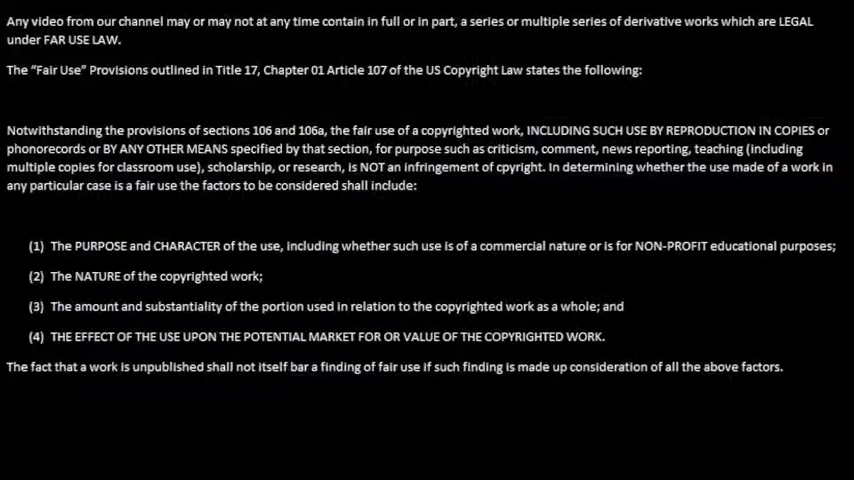 Any video from our channel may or may not at any time contain in full or in part, a series or multiple series of derivative works which are LEGAL
under FAR USE LAW.
The “Fair Use” Provisions outlined in Title 17, Chapter 01 Article 107 of the US Copyright Law states the following:
Notwithstanding the provisions of sections 106 and 106a, the fair use of a copyrighted work, INCLUDING SUCH USE BY REPRODUCTION IN COPIES or
phonorecords or BY ANY OTHER MEANS specified by that section, for purpose such as criticism, comment, news reporting, teaching (including
multiple copies for classroom use), scholarship, or research, is NOT an infringement of cpyright. In determining whether the use made of a work in
any particular case is a fair use the factors to be considered shall include:
(1) The PURPOSE and CHARACTER of the use, including whether such use is of a commercial nature or is for NON-PROFIT educational purposes;
(2) The NATURE of the copyrighted work;
(3) The amount and substantiality of the portion used in relation to the copyrighted work as a whole; and
(4) THE EFFECT OF THE USE UPON THE POTENTIAL MARKET FOR OR VALUE OF THE COPYRIGHTED WORK.
The fact that a work is unpublished shall not itself bar a finding of fair use if such finding is made up consideration of all the above factors.